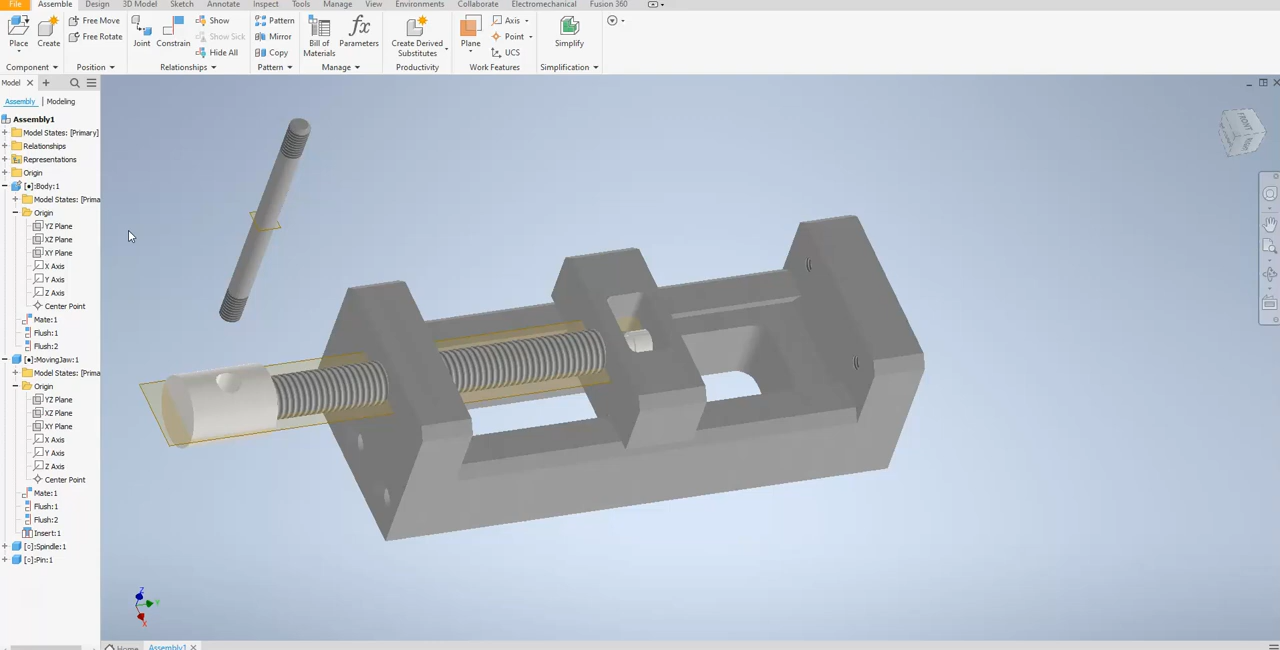 File Assemble Design 3D Model Sketch Annotate Inspect Tools Manage View Environments Collaborate Electromechanical Fusion 360
Place
Create
Free Move
Free Rotate
Joint
Constrain
Show
Show Sick
Hide All
Pattern
Mirror
Copy
Bill of
Materials
fx
Parameters
Create Derived
Substitutes
Plane
Axis
Point
UCS
Simplify
Component Position Relationships Pattern Manage Productivity Work Features Simplification
Model
Assembly Modeling
Assembly1
Model States: [Primary]
Relationships
Representations
Origin
[●]:Body:1
Model States: [Prima
Origin
YZ Plane
XZ Plane
XY Plane
X Axis
Y Axis
Z Axis
Center Point
Mate:1
Flush:1
Flush:2
[●]:MovingJaw:1
Model States: [Prima
Origin
YZ Plane
XZ Plane
XY Plane
X Axis
Y Axis
Z Axis
Center Point
Mate:1
Flush:1
Flush:2
Insert:1
[○]:Spindle:1
[○]:Pin:1
FRONT
Z
Y
X
Home Assembly1